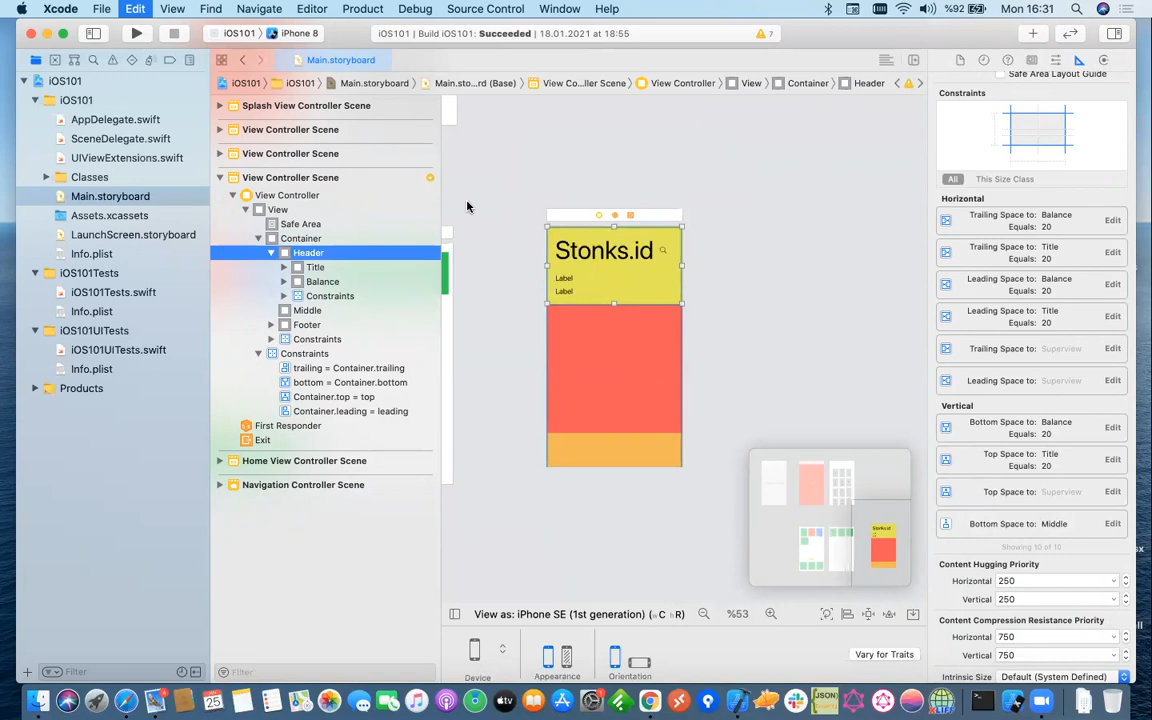 Xcode File Edit View Find Navigate Editor Product Debug Source Control Window Help %92 Mon 16:31
iOS101 iPhone 8 iOS101 | Build iOS101: Succeeded | 18.01.2021 at 18:55 7
Main.storyboard
iOS101 iOS101 Main.storyboard Main.sto...rd (Base) View Co...ller Scene View Controller View Container Header
iOS101
iOS101
AppDelegate.swift
SceneDelegate.swift
UIViewExtensions.swift
Classes
Main.storyboard
Assets.xcassets
LaunchScreen.storyboard
Info.plist
iOS101Tests
iOS101Tests.swift
Info.plist
iOS101UITests
iOS101UITests.swift
Info.plist
Products
Filter
Splash View Controller Scene
View Controller Scene
View Controller Scene
View Controller Scene
View Controller
View
Safe Area
Container
Header
Title
Balance
Constraints
Middle
Footer
Constraints
Constraints
trailing = Container.trailing
bottom = Container.bottom
Container.top = top
Container.leading = leading
First Responder
Exit
Home View Controller Scene
Navigation Controller Scene
Filter
Stonks.id
Label
Label
View as: iPhone SE (1st generation) (wC hR) %53
Device
Appearance
Orientation
Vary for Traits
Safe Area Layout Guide
Constraints
All This Size Class
Horizontal
Trailing Space to: Balance Edit
Equals: 20
Trailing Space to: Title Edit
Equals: 20
Leading Space to: Balance Edit
Equals: 20
Leading Space to: Title Edit
Equals: 20
Trailing Space to: Superview Edit
Leading Space to: Superview Edit
Vertical
Bottom Space to: Balance Edit
Equals: 20
Top Space to: Title Edit
Equals: 20
Top Space to: Superview Edit
Bottom Space to: Middle Edit
Showing 10 of 10
Content Hugging Priority
Horizontal 250
Vertical 250
Content Compression Resistance Priority
Horizontal 750
Vertical 750
Intrinsic Size Default (System Defined)